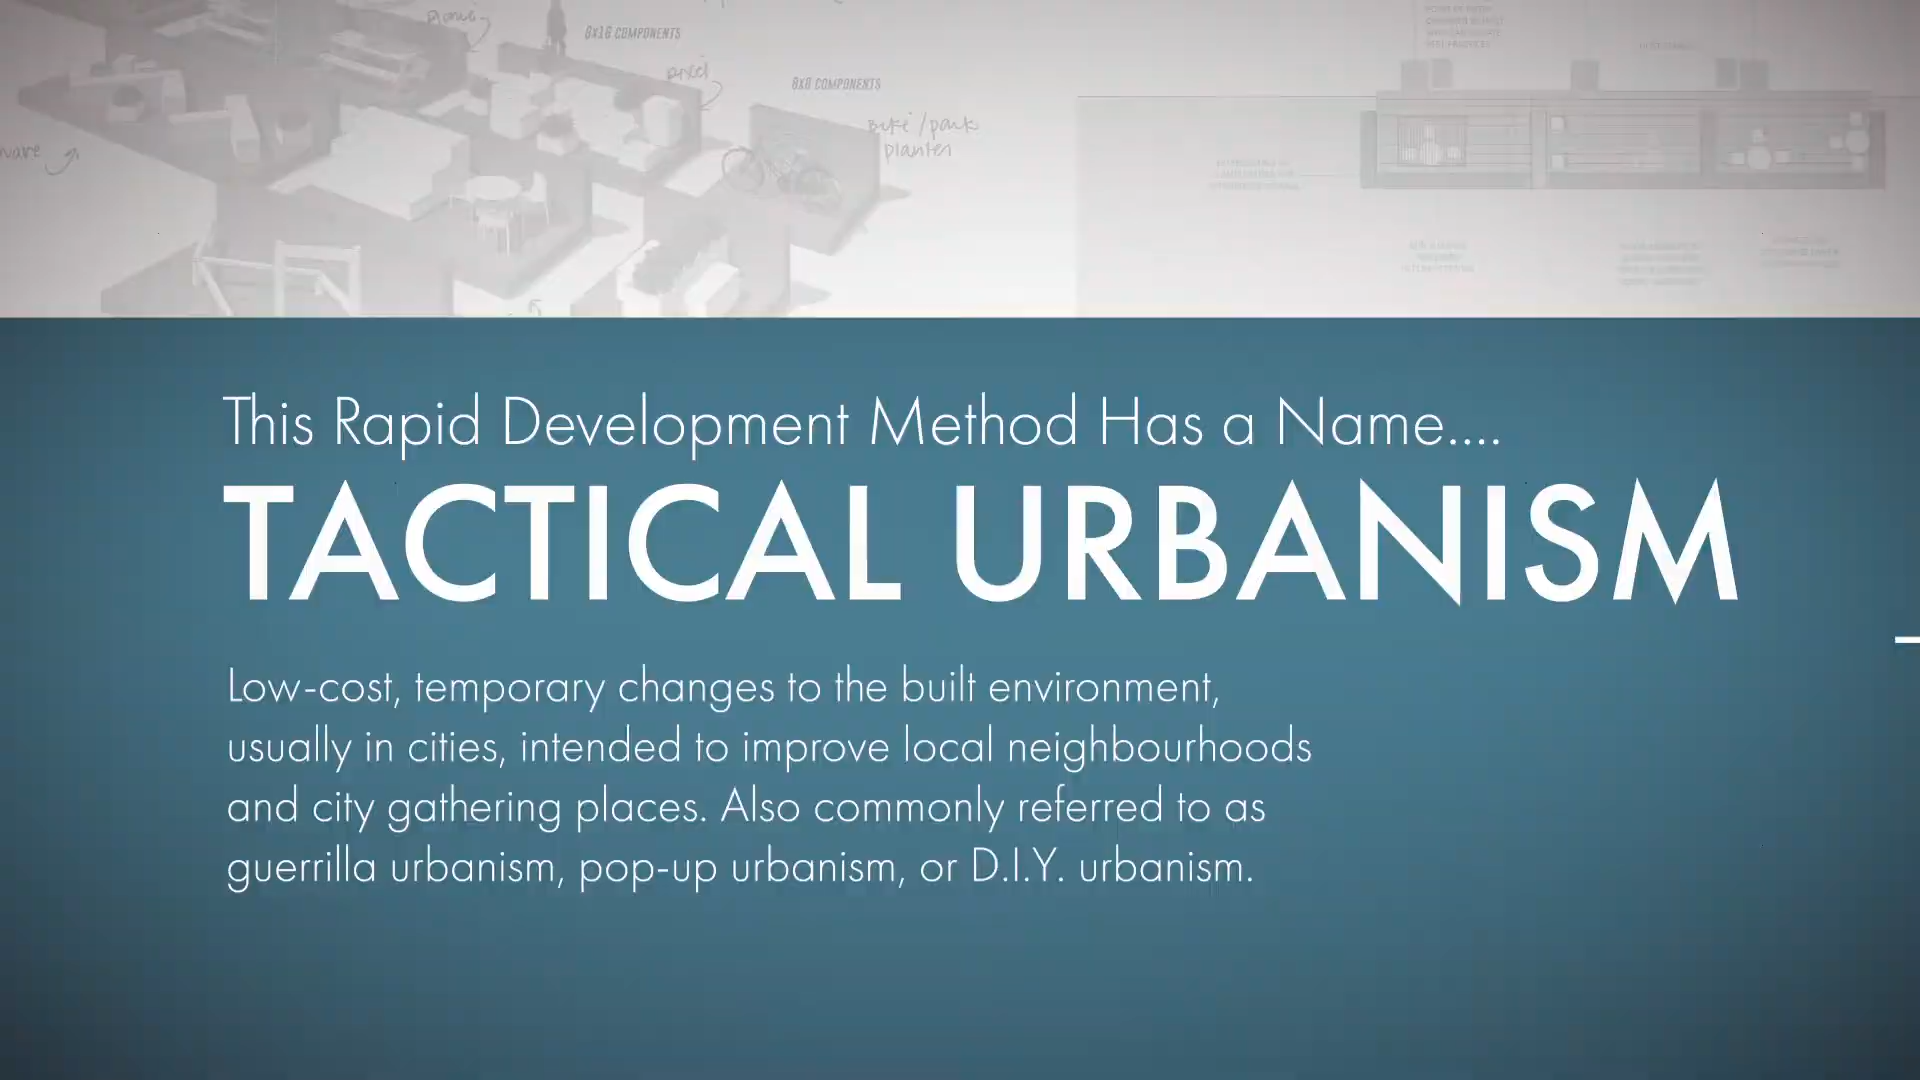 8X16 COMPONENTS
pixel
8X8 COMPONENTS
Bike / park
planter
This Rapid Development Method Has a Name....
TACTICAL URBANISM
Low-cost, temporary changes to the built environment,
usually in cities, intended to improve local neighbourhoods
and city gathering places. Also commonly referred to as
guerrilla urbanism, pop-up urbanism, or D.I.Y. urbanism.